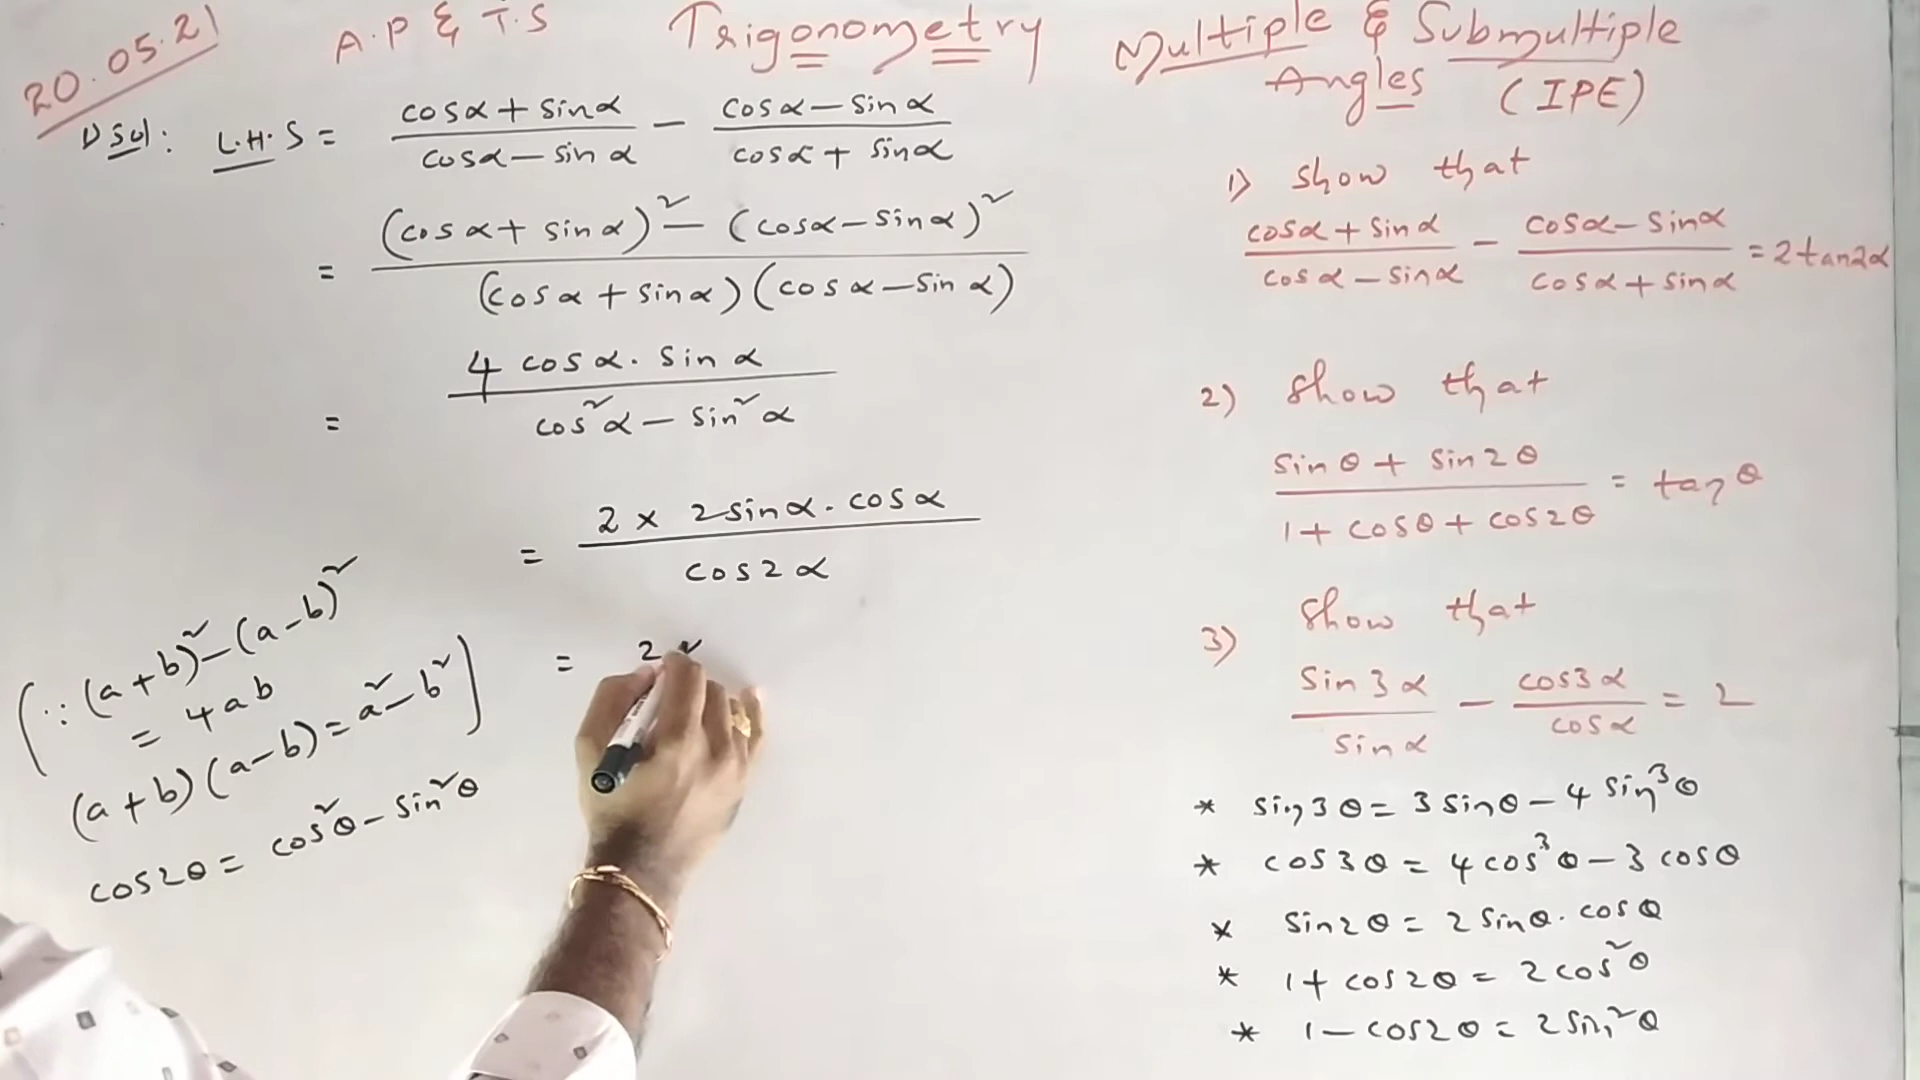 20.05.21 A.P & T.S Trigonometry Multiple & Submultiple
Angles (IPE)
1) Sol: L.H.S = (cosα + sinα)/(cosα − sinα) − (cosα − sinα)/(cosα + sinα)
= ((cosα + sinα)² − (cosα − sinα)²)/((cosα + sinα)(cosα − sinα))
= (4 cosα. sinα)/(cos²α − sin²α)
= (2 × 2sinα. cosα)/(cos2α)
= 2
(∵ (a+b)² − (a−b)²
= 4ab
(a+b)(a−b) = a² − b²)
cos2θ = cos²θ − sin²θ
1) Show that
(cosα + sinα)/(cosα − sinα) − (cosα − sinα)/(cosα + sinα) = 2tan2α
2) Show that
(sinθ + sin2θ)/(1 + cosθ + cos2θ) = tanθ
3) Show that
(sin3α)/(sinα) − (cos3α)/(cosα) = 2
* sin3θ = 3sinθ − 4sin³θ
* cos3θ = 4cos³θ − 3cosθ
* sin2θ = 2sinθ. cosθ
* 1 + cos2θ = 2cos²θ
* 1 − cos2θ = 2sin²θ